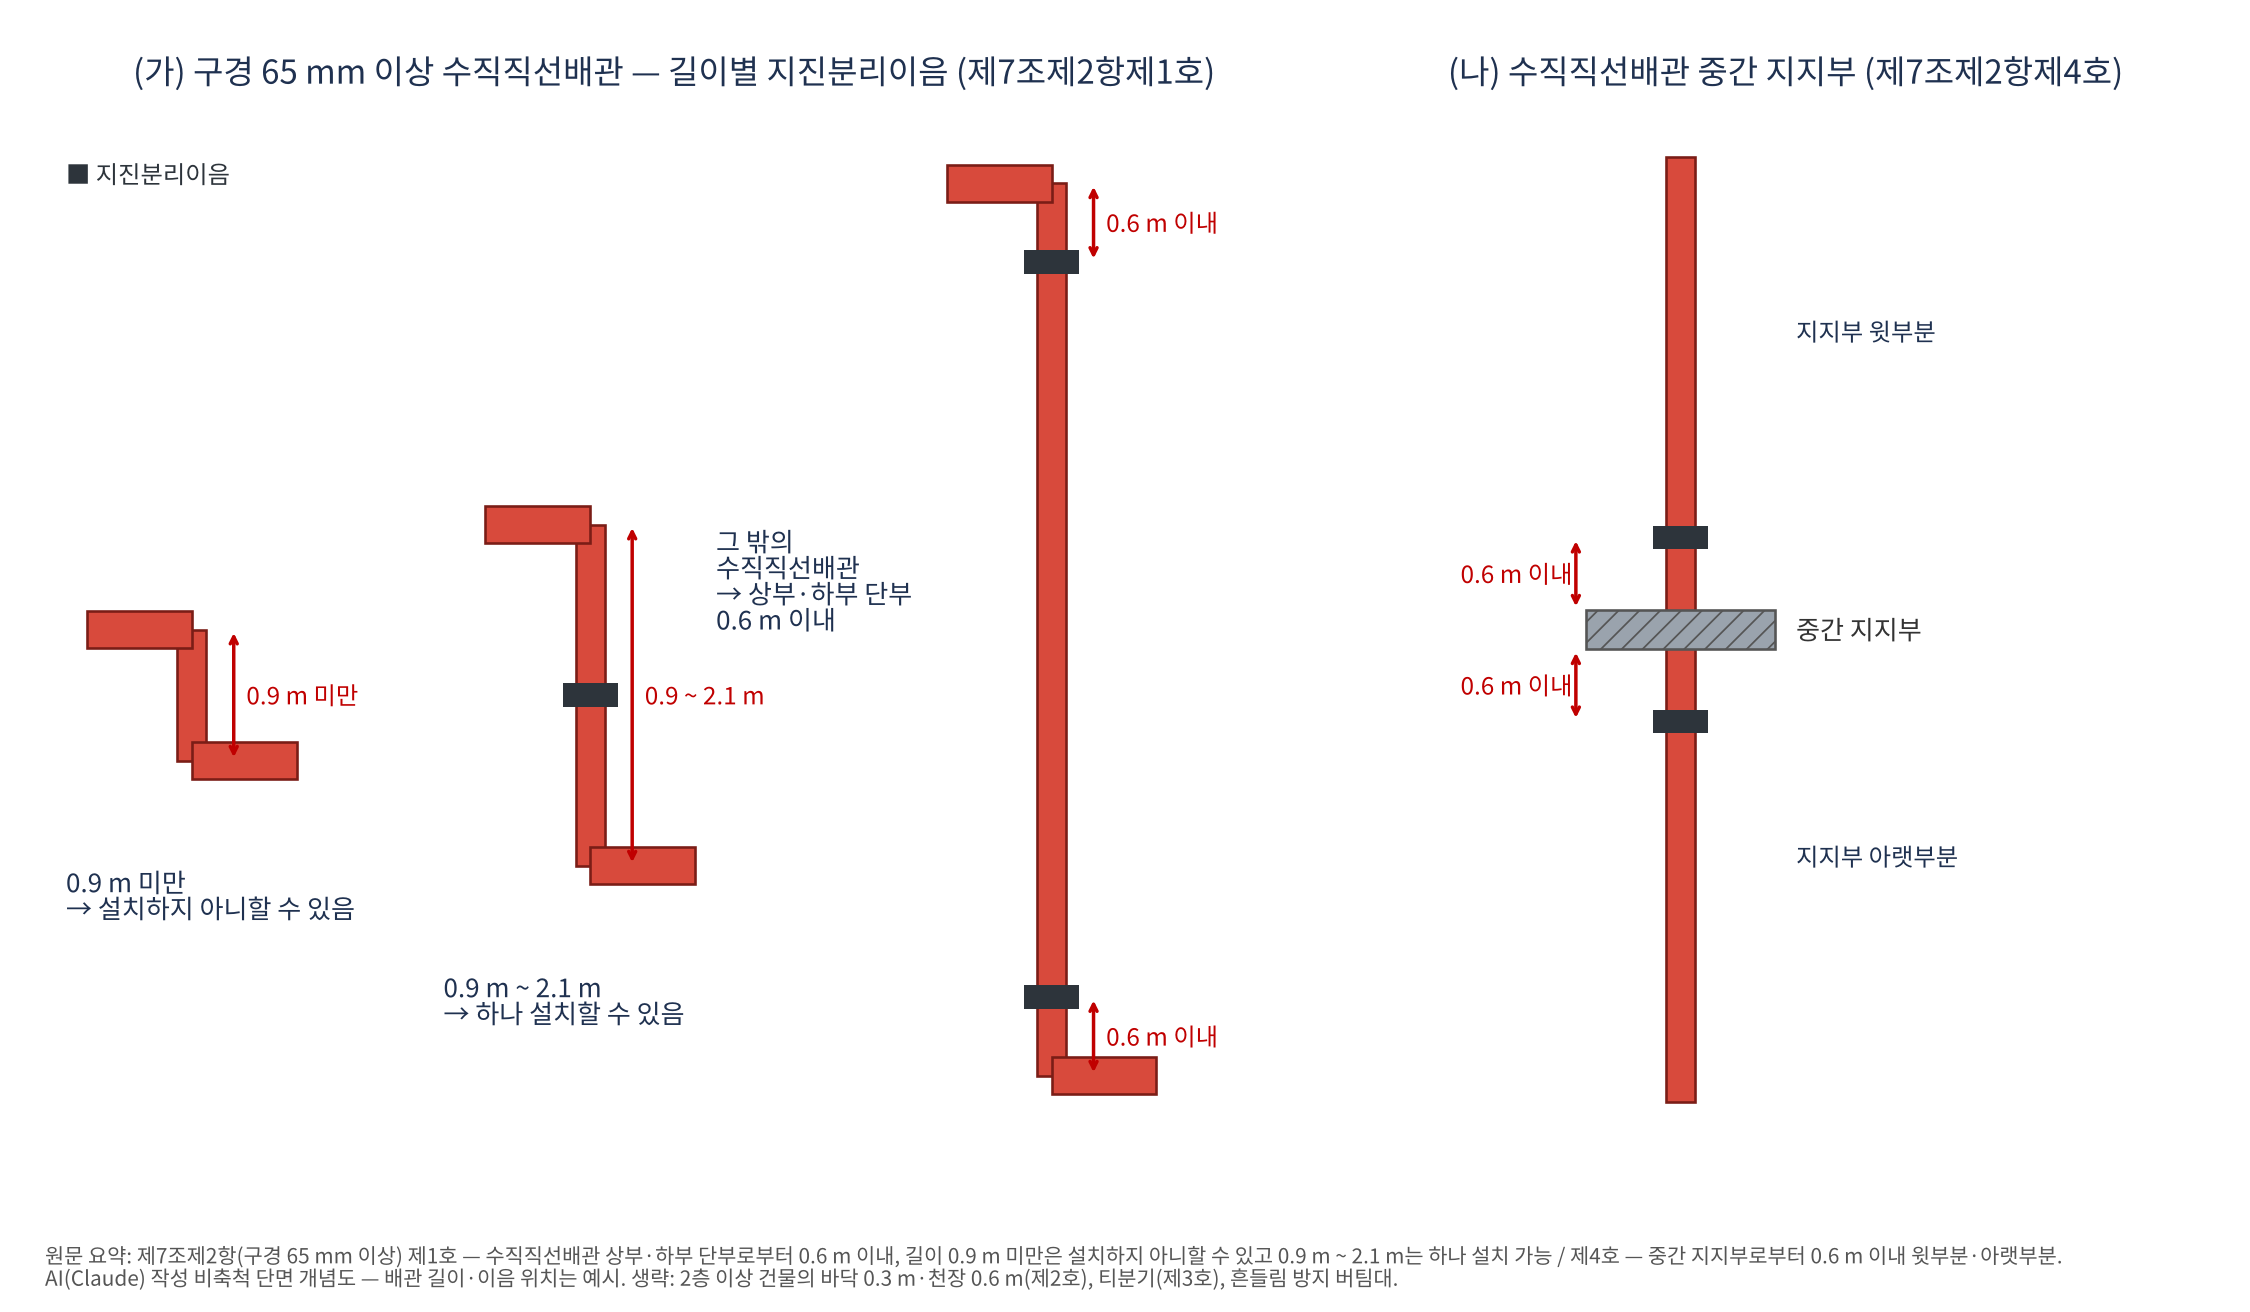 (가) 구경 65 mm 이상 수직직선배관 — 길이별 지진분리이음 (제7조제2항제1호)
(나) 수직직선배관 중간 지지부 (제7조제2항제4호)
지진분리이음
0.6 m 이내
지지부 윗부분
그 밖의
수직직선배관
→ 상부·하부 단부
0.6 m 이내
0.6 m 이내
중간 지지부
0.6 m 이내
0.9 m 미만
0.9 ~ 2.1 m
지지부 아랫부분
0.9 m 미만
→ 설치하지 아니할 수 있음
0.9 m ~ 2.1 m
→ 하나 설치할 수 있음
0.6 m 이내
원문 요약: 제7조제2항(구경 65 mm 이상) 제1호 — 수직직선배관 상부·하부 단부로부터 0.6 m 이내, 길이 0.9 m 미만은 설치하지 아니할 수 있고 0.9 m ~ 2.1 m는 하나 설치 가능 / 제4호 — 중간 지지부로부터 0.6 m 이내 윗부분·아랫부분.
AI(Claude) 작성 비축척 단면 개념도 — 배관 길이·이음 위치는 예시. 생략: 2층 이상 건물의 바닥 0.3 m·천장 0.6 m(제2호), 티분기(제3호), 흔들림 방지 버팀대.